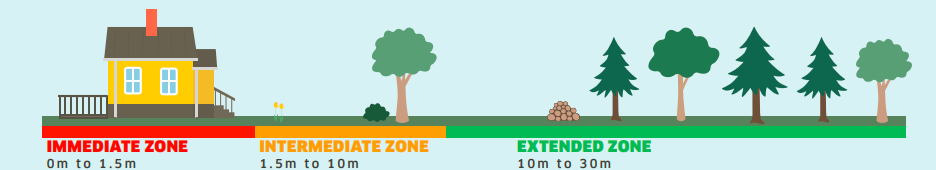 IMMEDIATE ZONE
0m to 1.5m
INTERMEDIATE ZONE
1.5m to 10m
EXTENDED ZONE
10m to 30m